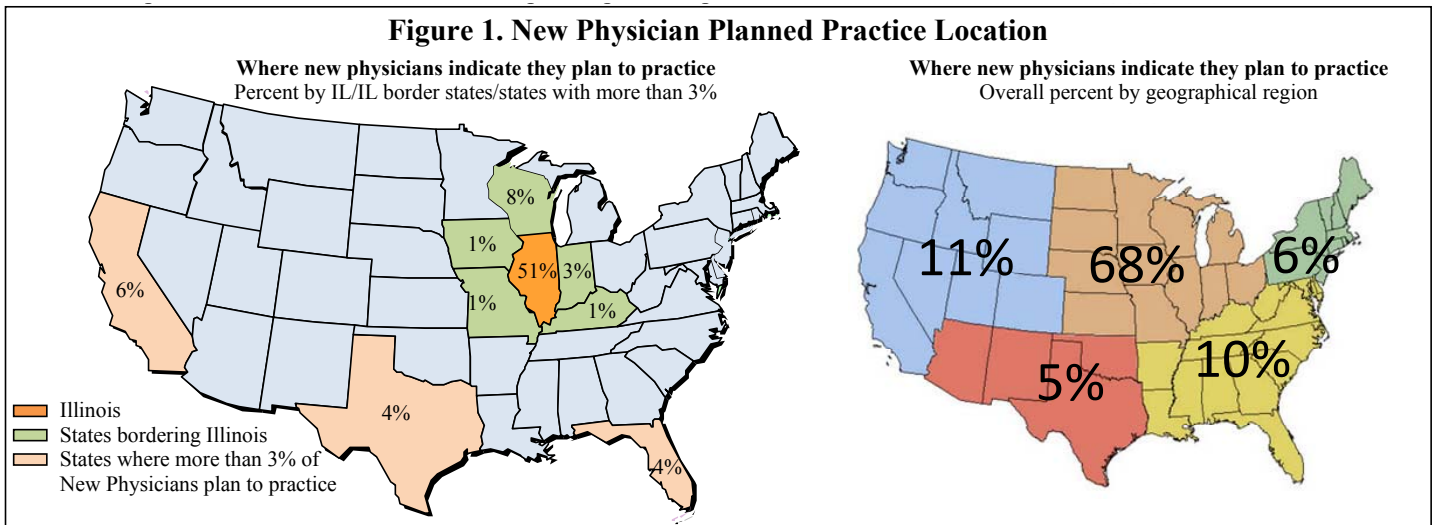 Figure 1. New Physician Planned Practice Location
Where new physicians indicate they plan to practice
Percent by IL/IL border states/states with more than 3%
8%
1%
51%
3%
6%
1%
1%
4%
4%
Illinois
States bordering Illinois
States where more than 3% of
New Physicians plan to practice
Where new physicians indicate they plan to practice
Overall percent by geographical region
11%
68%
6%
5%
10%